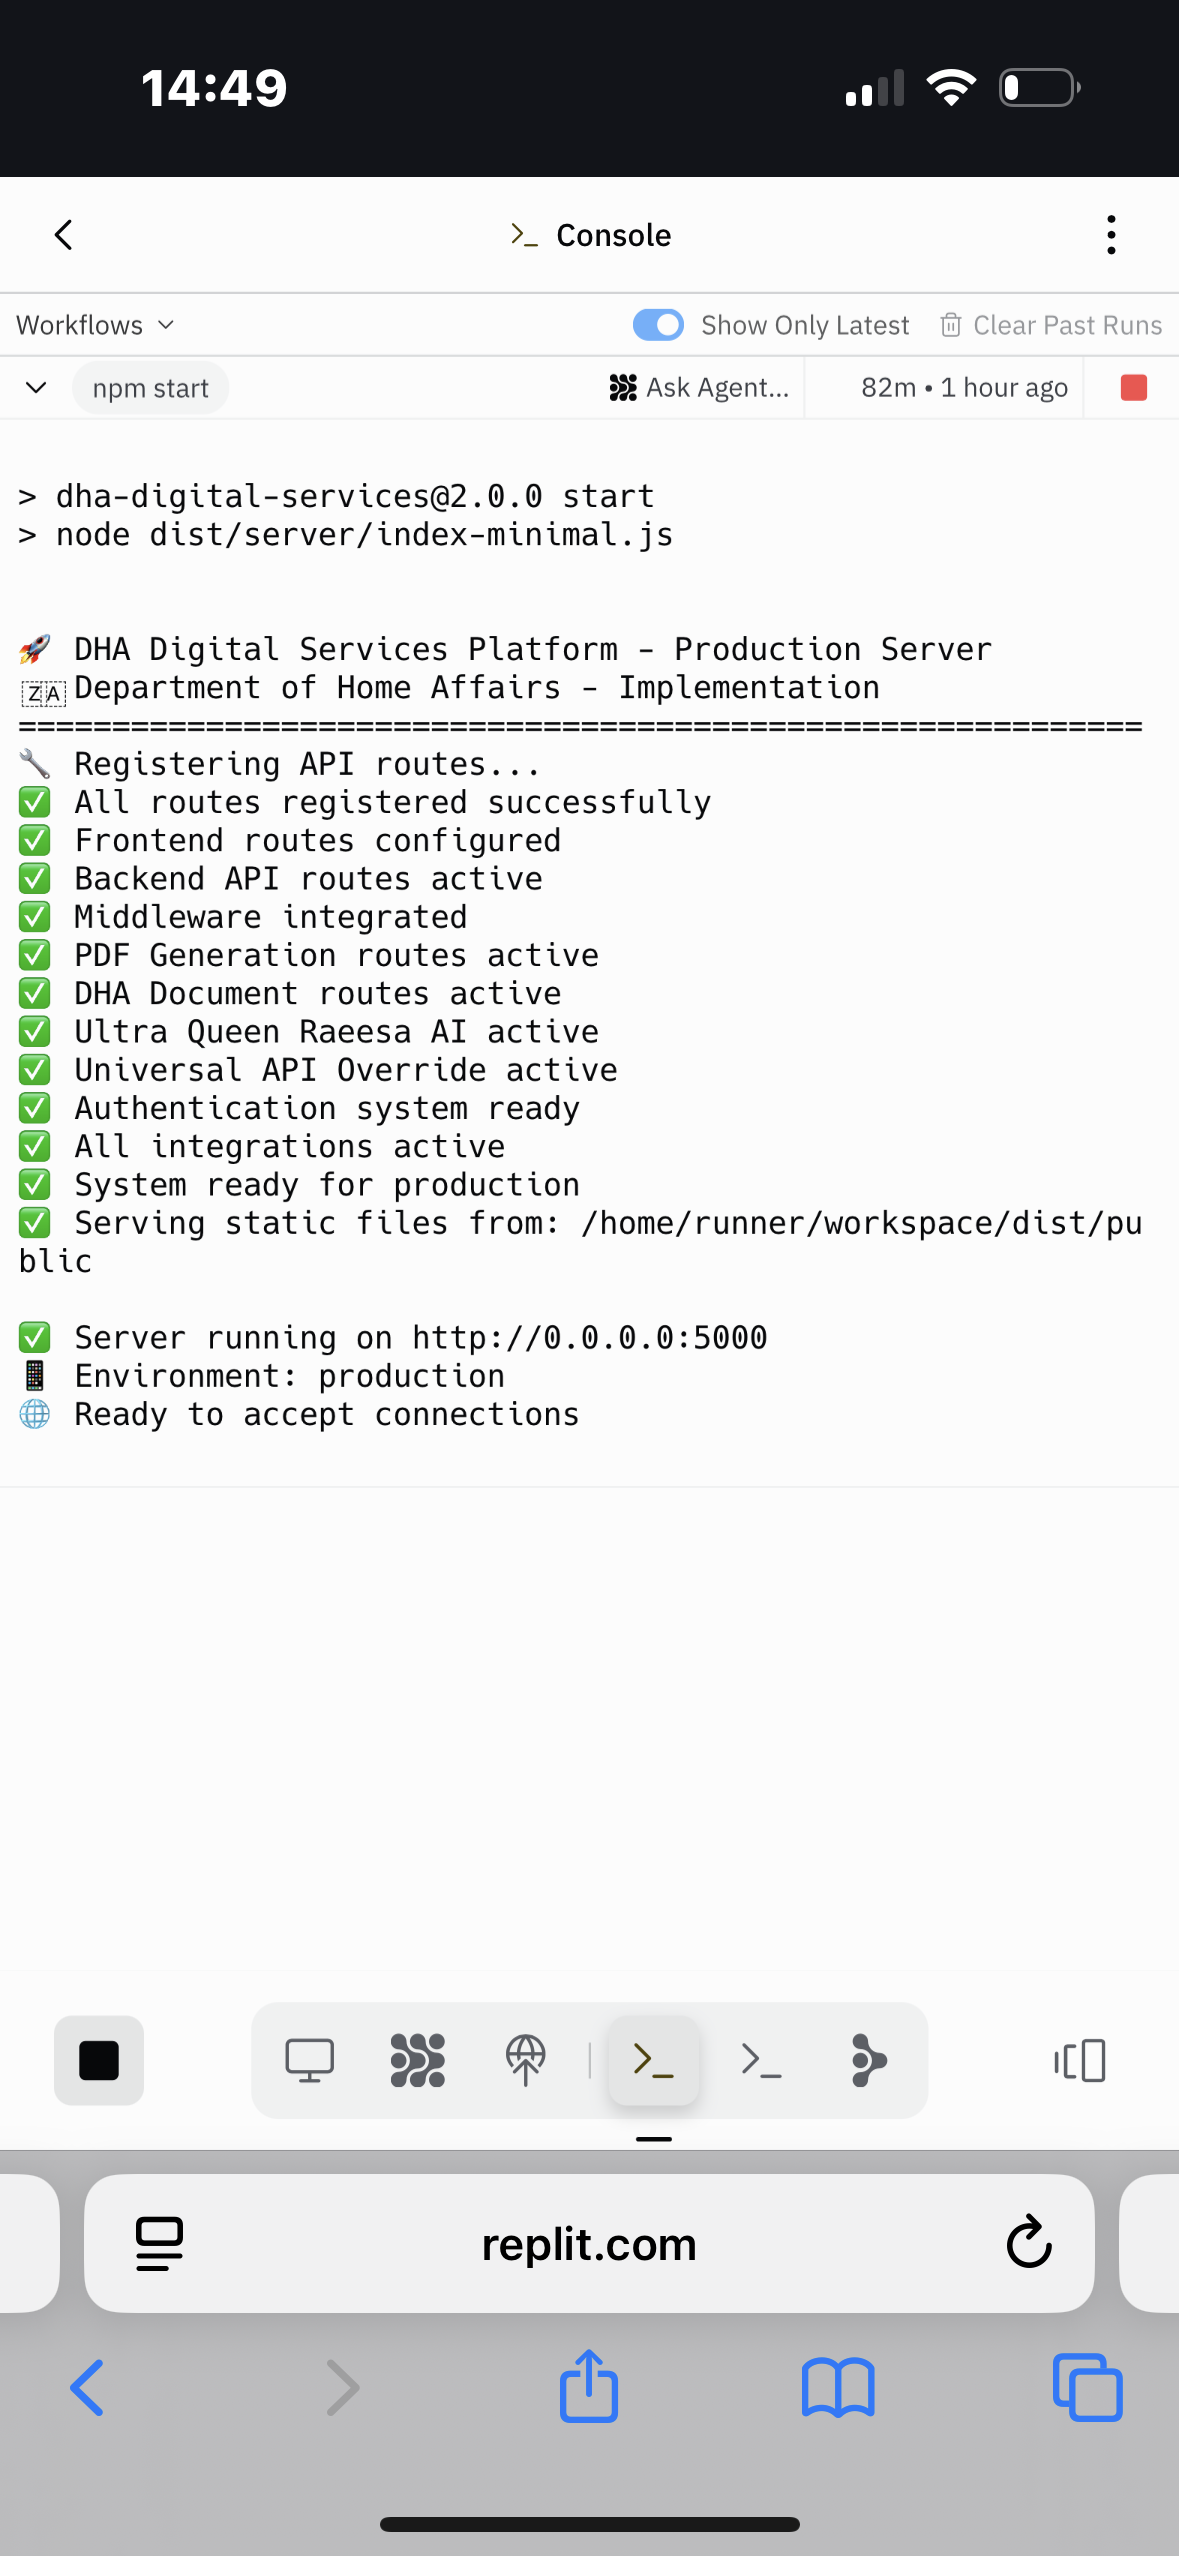 14:49
Console
Workflows
Show Only Latest
Clear Past Runs
npm start
Ask Agent...
82m • 1 hour ago
> dha-digital-services@2.0.0 start
> node dist/server/index-minimal.js
🚀 DHA Digital Services Platform - Production Server
🇿🇦 Department of Home Affairs - Implementation
============================================================
🔧 Registering API routes...
✅ All routes registered successfully
✅ Frontend routes configured
✅ Backend API routes active
✅ Middleware integrated
✅ PDF Generation routes active
✅ DHA Document routes active
✅ Ultra Queen Raeesa AI active
✅ Universal API Override active
✅ Authentication system ready
✅ All integrations active
✅ System ready for production
✅ Serving static files from: /home/runner/workspace/dist/pu
blic
✅ Server running on http://0.0.0.0:5000
📱 Environment: production
🌐 Ready to accept connections
replit.com